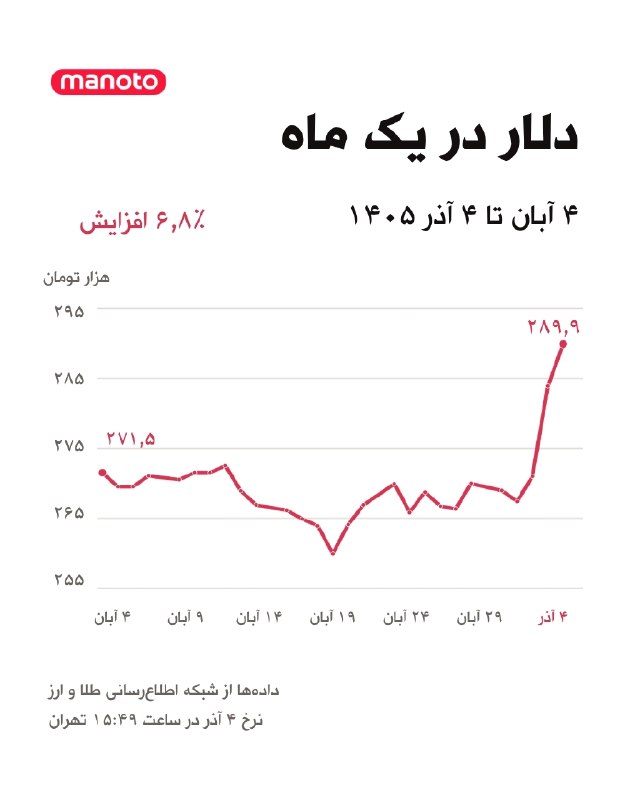 manoto
دلار در یک ماه
۴ آبان تا ۴ آذر ۱۴۰۵
۶,۸٪ افزایش
هزار تومان
۲۹۵
۲۸۹,۹
۲۸۵
۲۷۵
۲۷۱,۵
۲۶۵
۲۵۵
۴ آبان
۹ آبان
۱۴ آبان
۱۹ آبان
۲۴ آبان
۲۹ آبان
۴ آذر
داده‌ها از شبکه اطلاع‌رسانی طلا و ارز
نرخ ۴ آذر در ساعت ۱۵:۴۹ تهران